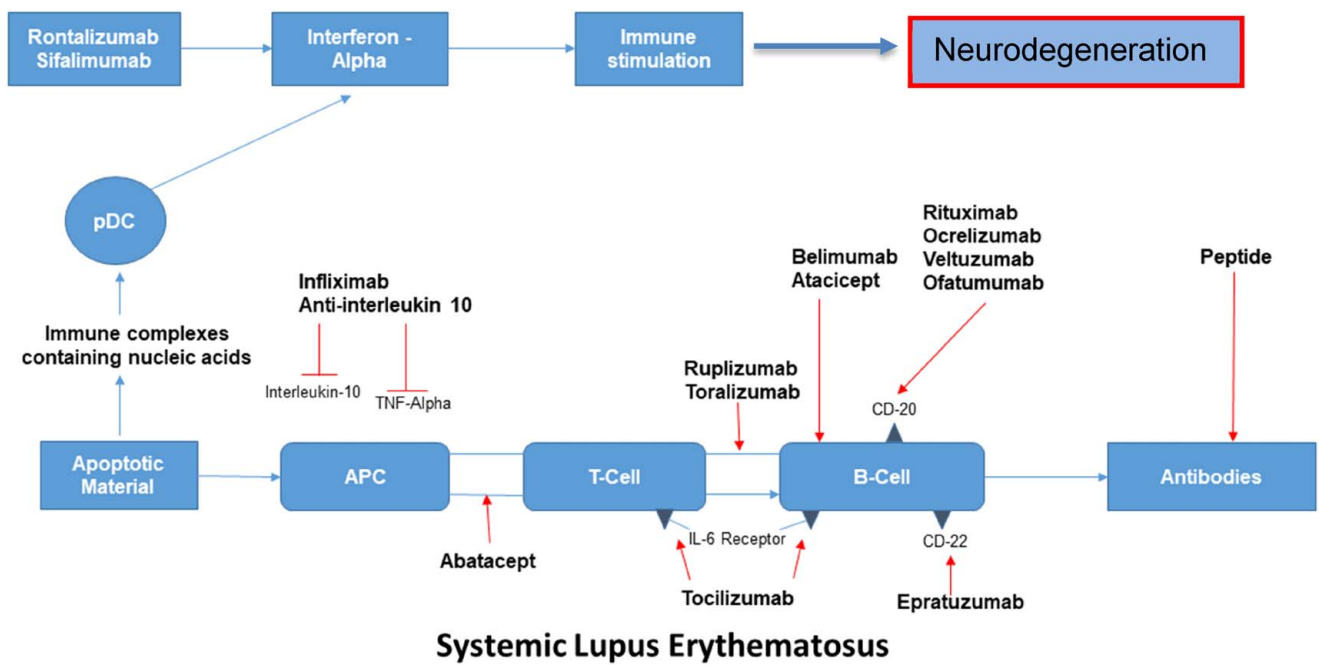 Rontalizumab
Sifalimumab
Interferon -
Alpha
Immune
stimulation
Neurodegeneration
pDC
Immune complexes
containing nucleic acids
Infliximab
Anti-interleukin 10
Interleukin-10
TNF-Alpha
Ruplizumab
Toralizumab
Belimumab
Atacicept
Rituximab
Ocrelizumab
Veltuzumab
Ofatumumab
CD-20
Peptide
Apoptotic
Material
APC
T-Cell
B-Cell
Antibodies
IL-6 Receptor
CD-22
Abatacept
Tocilizumab
Epratuzumab
Systemic Lupus Erythematosus